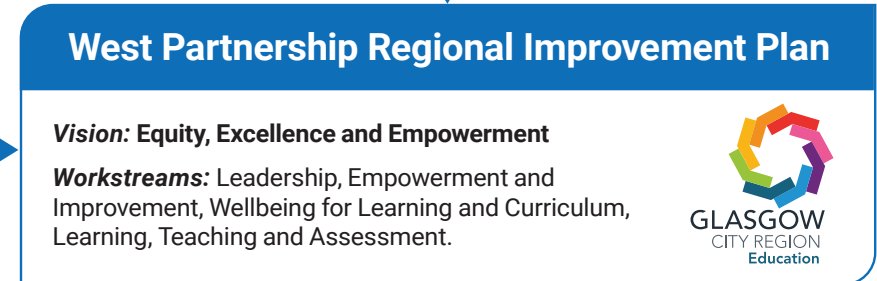 West Partnership Regional Improvement Plan
Vision: Equity, Excellence and Empowerment
Workstreams: Leadership, Empowerment and
Improvement, Wellbeing for Learning and Curriculum,
Learning, Teaching and Assessment.
GLASGOW
CITY REGION
Education